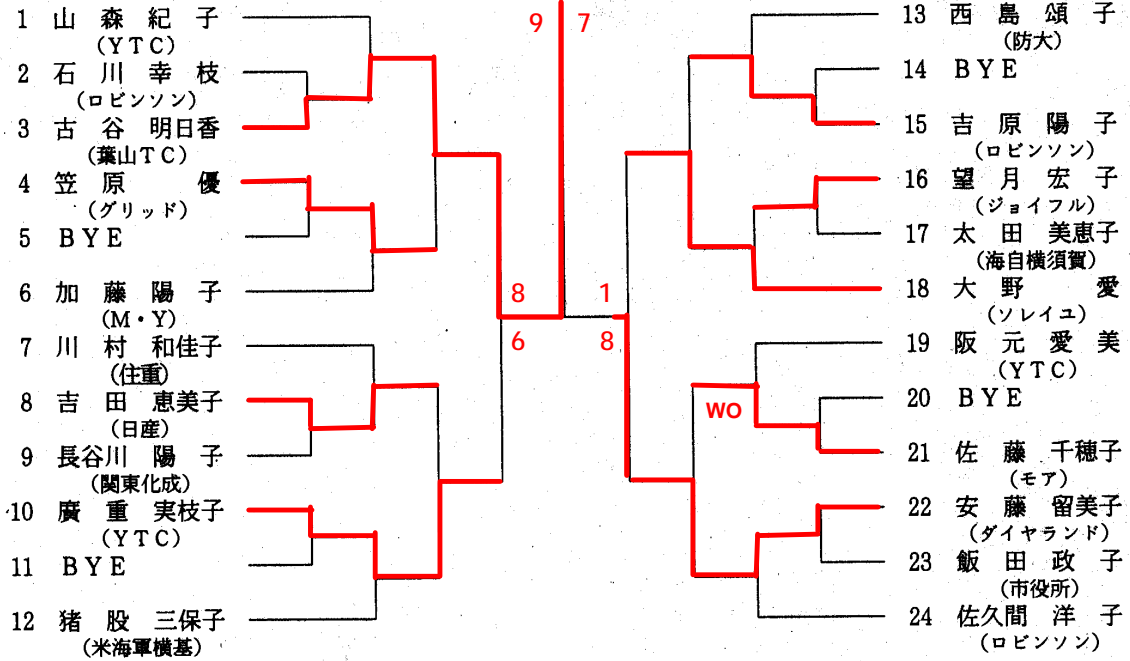 1 山森紀子
(YTC)
2 石川幸枝
(ロビンソン)
3 古谷明日香
(葉山TC)
4 笠原優
(グリッド)
5 BYE
6 加藤陽子
(M・Y)
7 川村和佳子
(住重)
8 吉田恵美子
(日産)
9 長谷川陽子
(関東化成)
10 廣重実枝子
(YTC)
11 BYE
12 猪股三保子
(米海軍横基)
9 7
8 1
6 8
WO
13 西島頌子
(防大)
14 BYE
15 吉原陽子
(ロビンソン)
16 望月宏子
(ジョイフル)
17 太田美恵子
(海自横須賀)
18 大野愛
(ソレイユ)
19 阪元愛美
(YTC)
20 BYE
21 佐藤千穂子
(モア)
22 安藤留美子
(ダイヤランド)
23 飯田政子
(市役所)
24 佐久間洋子
(ロビンソン)